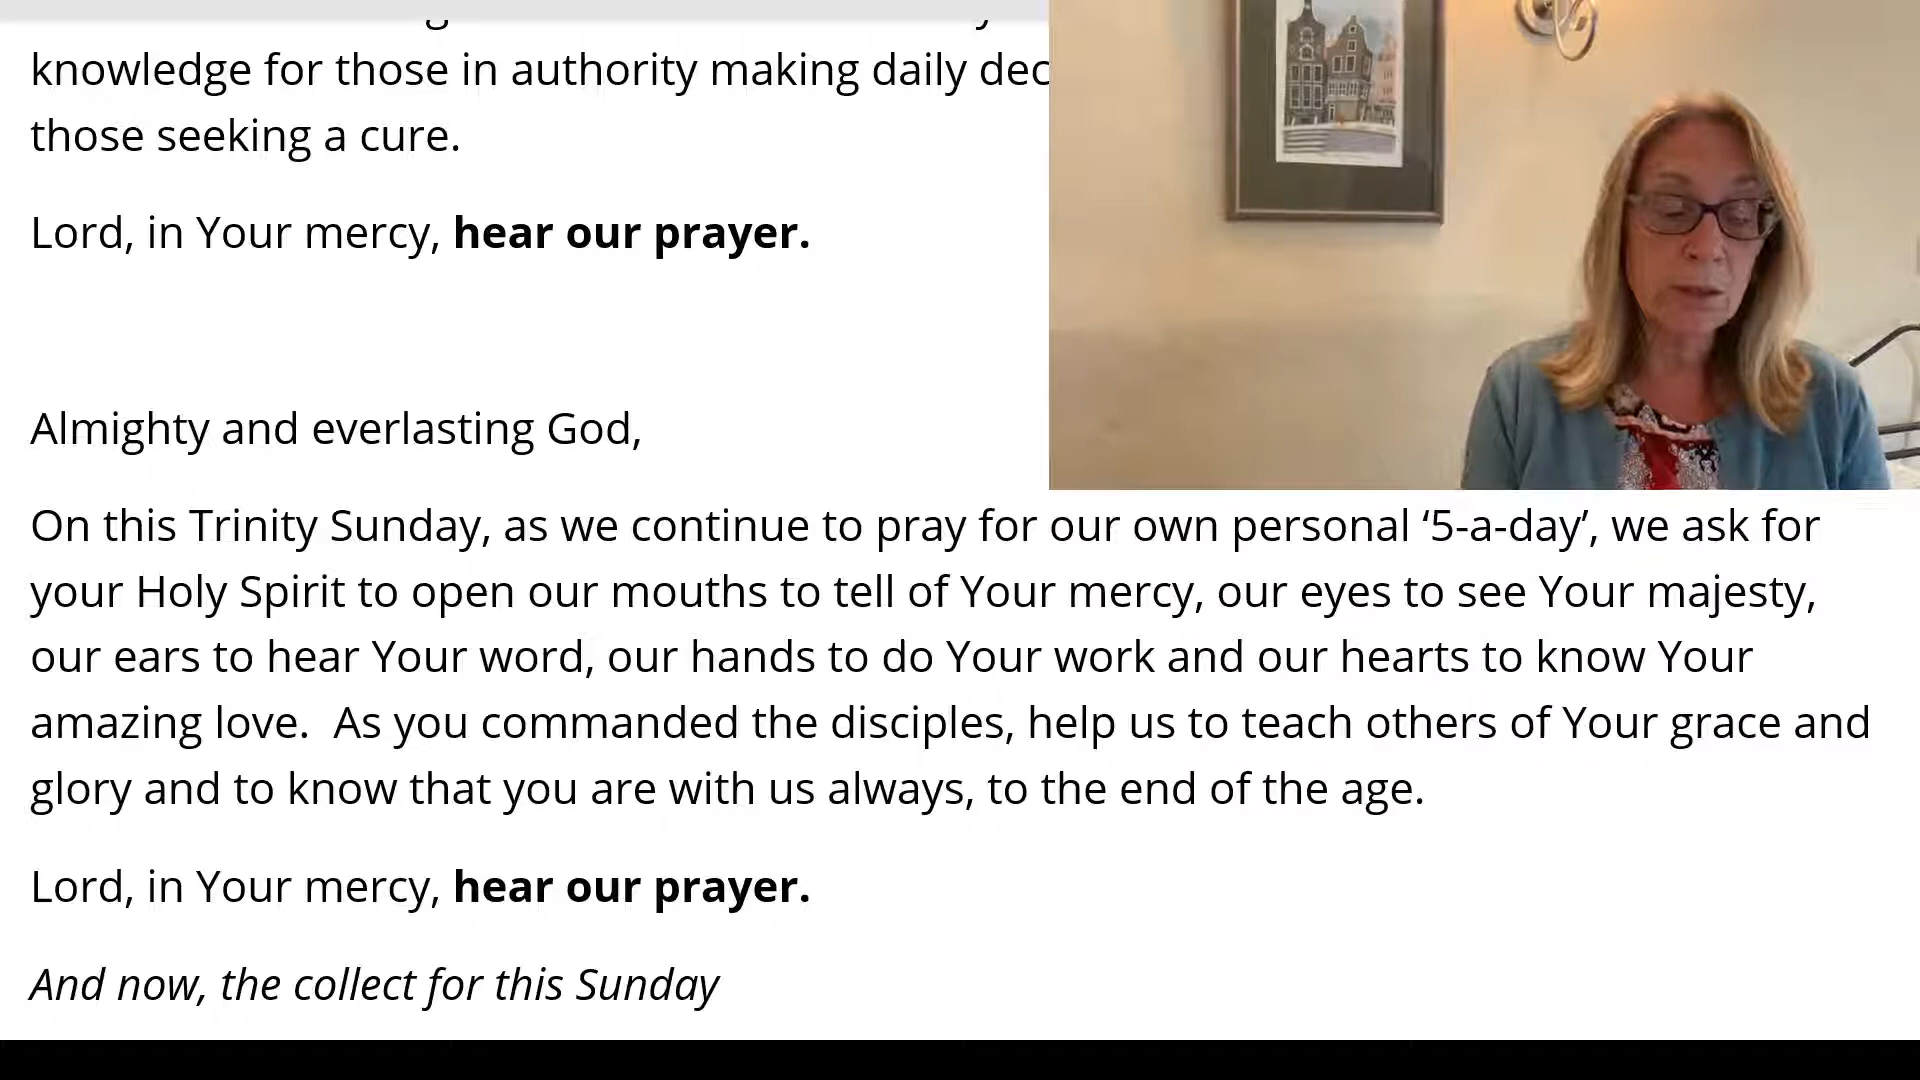 knowledge for those in authority making daily dec
those seeking a cure.
Lord, in Your mercy, hear our prayer.
Almighty and everlasting God,
On this Trinity Sunday, as we continue to pray for our own personal ‘5-a-day’, we ask for
your Holy Spirit to open our mouths to tell of Your mercy, our eyes to see Your majesty,
our ears to hear Your word, our hands to do Your work and our hearts to know Your
amazing love.  As you commanded the disciples, help us to teach others of Your grace and
glory and to know that you are with us always, to the end of the age.
Lord, in Your mercy, hear our prayer.
And now, the collect for this Sunday